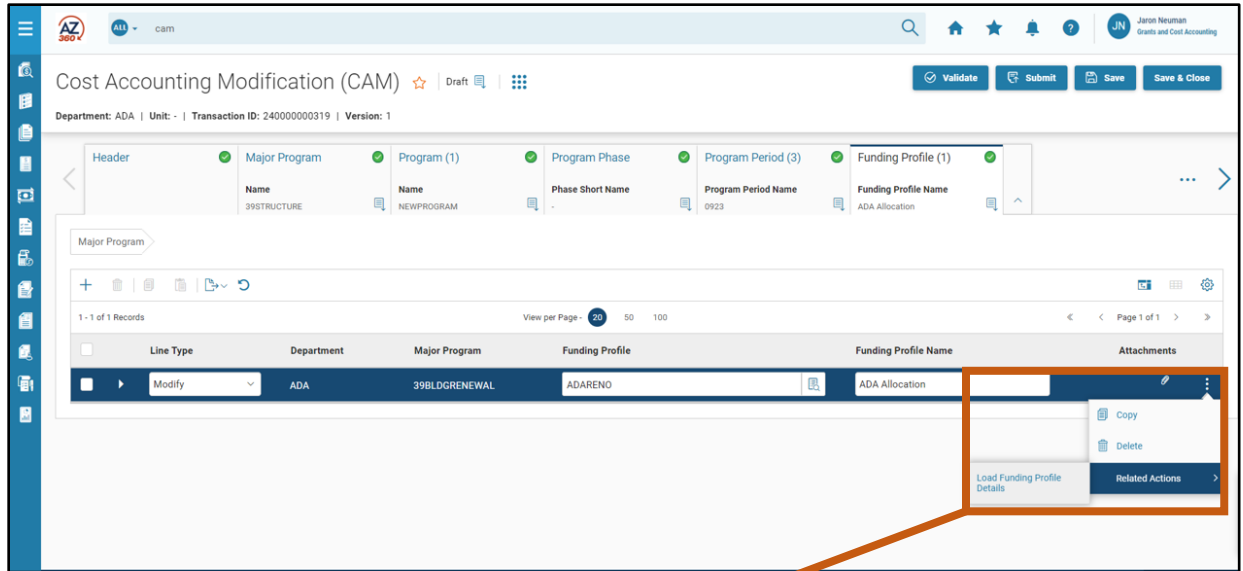 AZ
360
ALL
cam
JN
Jaron Neuman
Grants and Cost Accounting
Cost Accounting Modification (CAM)
Draft
Validate
Submit
Save
Save & Close
Department: ADA | Unit: - | Transaction ID: 240000000319 | Version: 1
Header
Major Program
Program (1)
Program Phase
Program Period (3)
Funding Profile (1)
...
Name
Name
Phase Short Name
Program Period Name
Funding Profile Name
39STRUCTURE
NEWPROGRAM
-
0923
ADA Allocation
Major Program
1 - 1 of 1 Records
View per Page - 20 50 100
Page 1 of 1
Line Type
Department
Major Program
Funding Profile
Funding Profile Name
Attachments
Modify
ADA
39BLDGRENEWAL
ADARENO
ADA Allocation
Copy
Delete
Load Funding Profile
Details
Related Actions